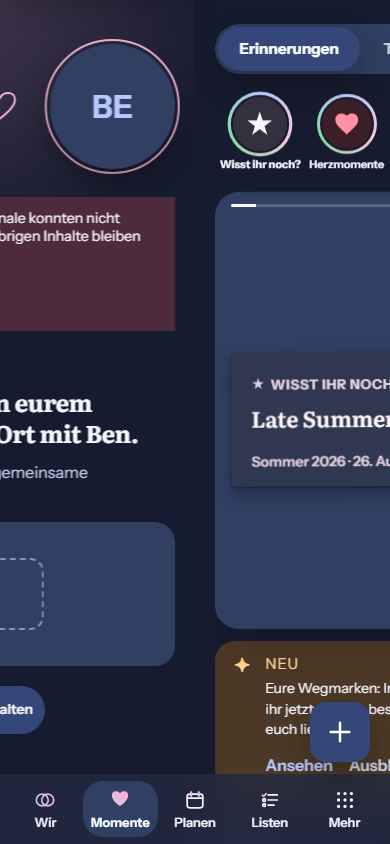 BE
nale konnten nicht
brigen Inhalte bleiben
n eurem
Ort mit Ben.
gemeinsame
alten
Erinnerungen
T
Wisst ihr noch?
Herzmomente
★ WISST IHR NOCH
Late Summer
Sommer 2026 · 26. Au
NEU
Eure Wegmarken: I
ihr jetzt
bes
euch lie
Ansehen
Ausbl
Wir
Momente
Planen
Listen
Mehr